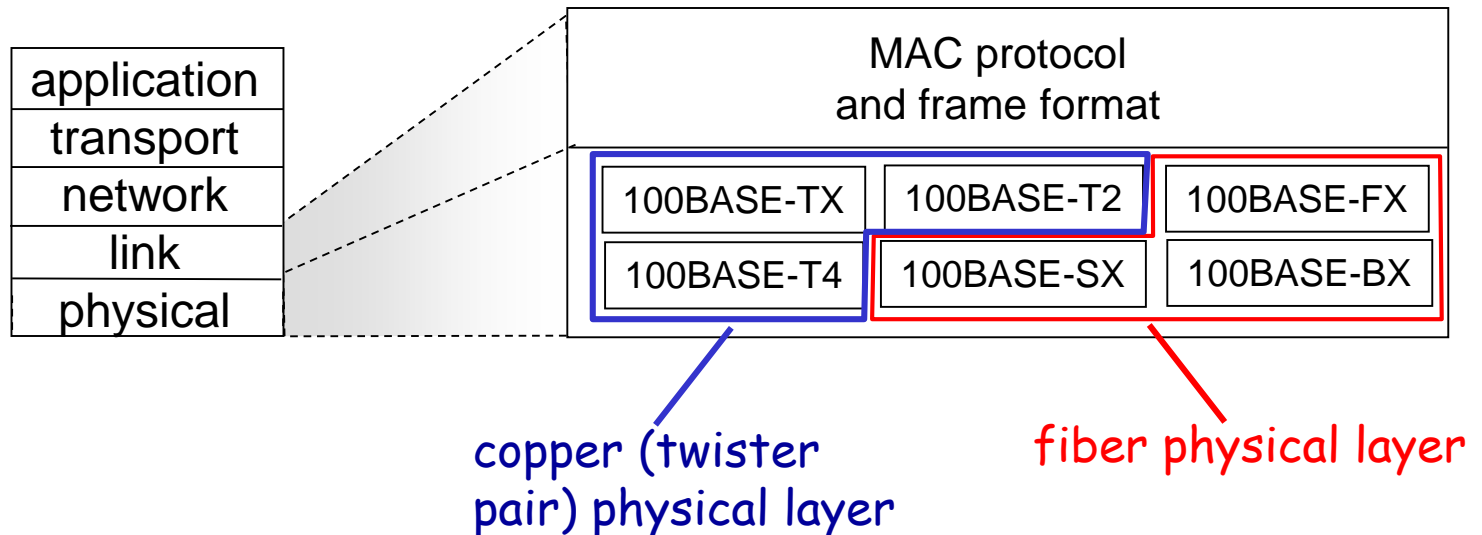 application
transport
network
link
physical
MAC protocol
and frame format
100BASE-TX
100BASE-T2
100BASE-FX
100BASE-T4
100BASE-SX
100BASE-BX
copper (twister
pair) physical layer
fiber physical layer